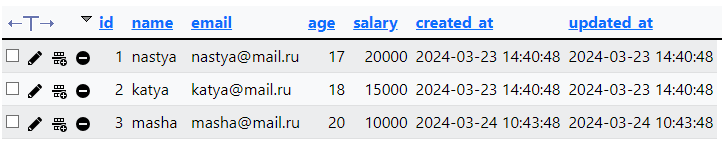 id name email age salary created_at updated_at
1 nastya nastya@mail.ru 17 20000 2024-03-23 14:40:48 2024-03-23 14:40:48
2 katya katya@mail.ru 18 15000 2024-03-23 14:40:48 2024-03-23 14:40:48
3 masha masha@mail.ru 20 10000 2024-03-24 10:43:48 2024-03-24 10:43:48